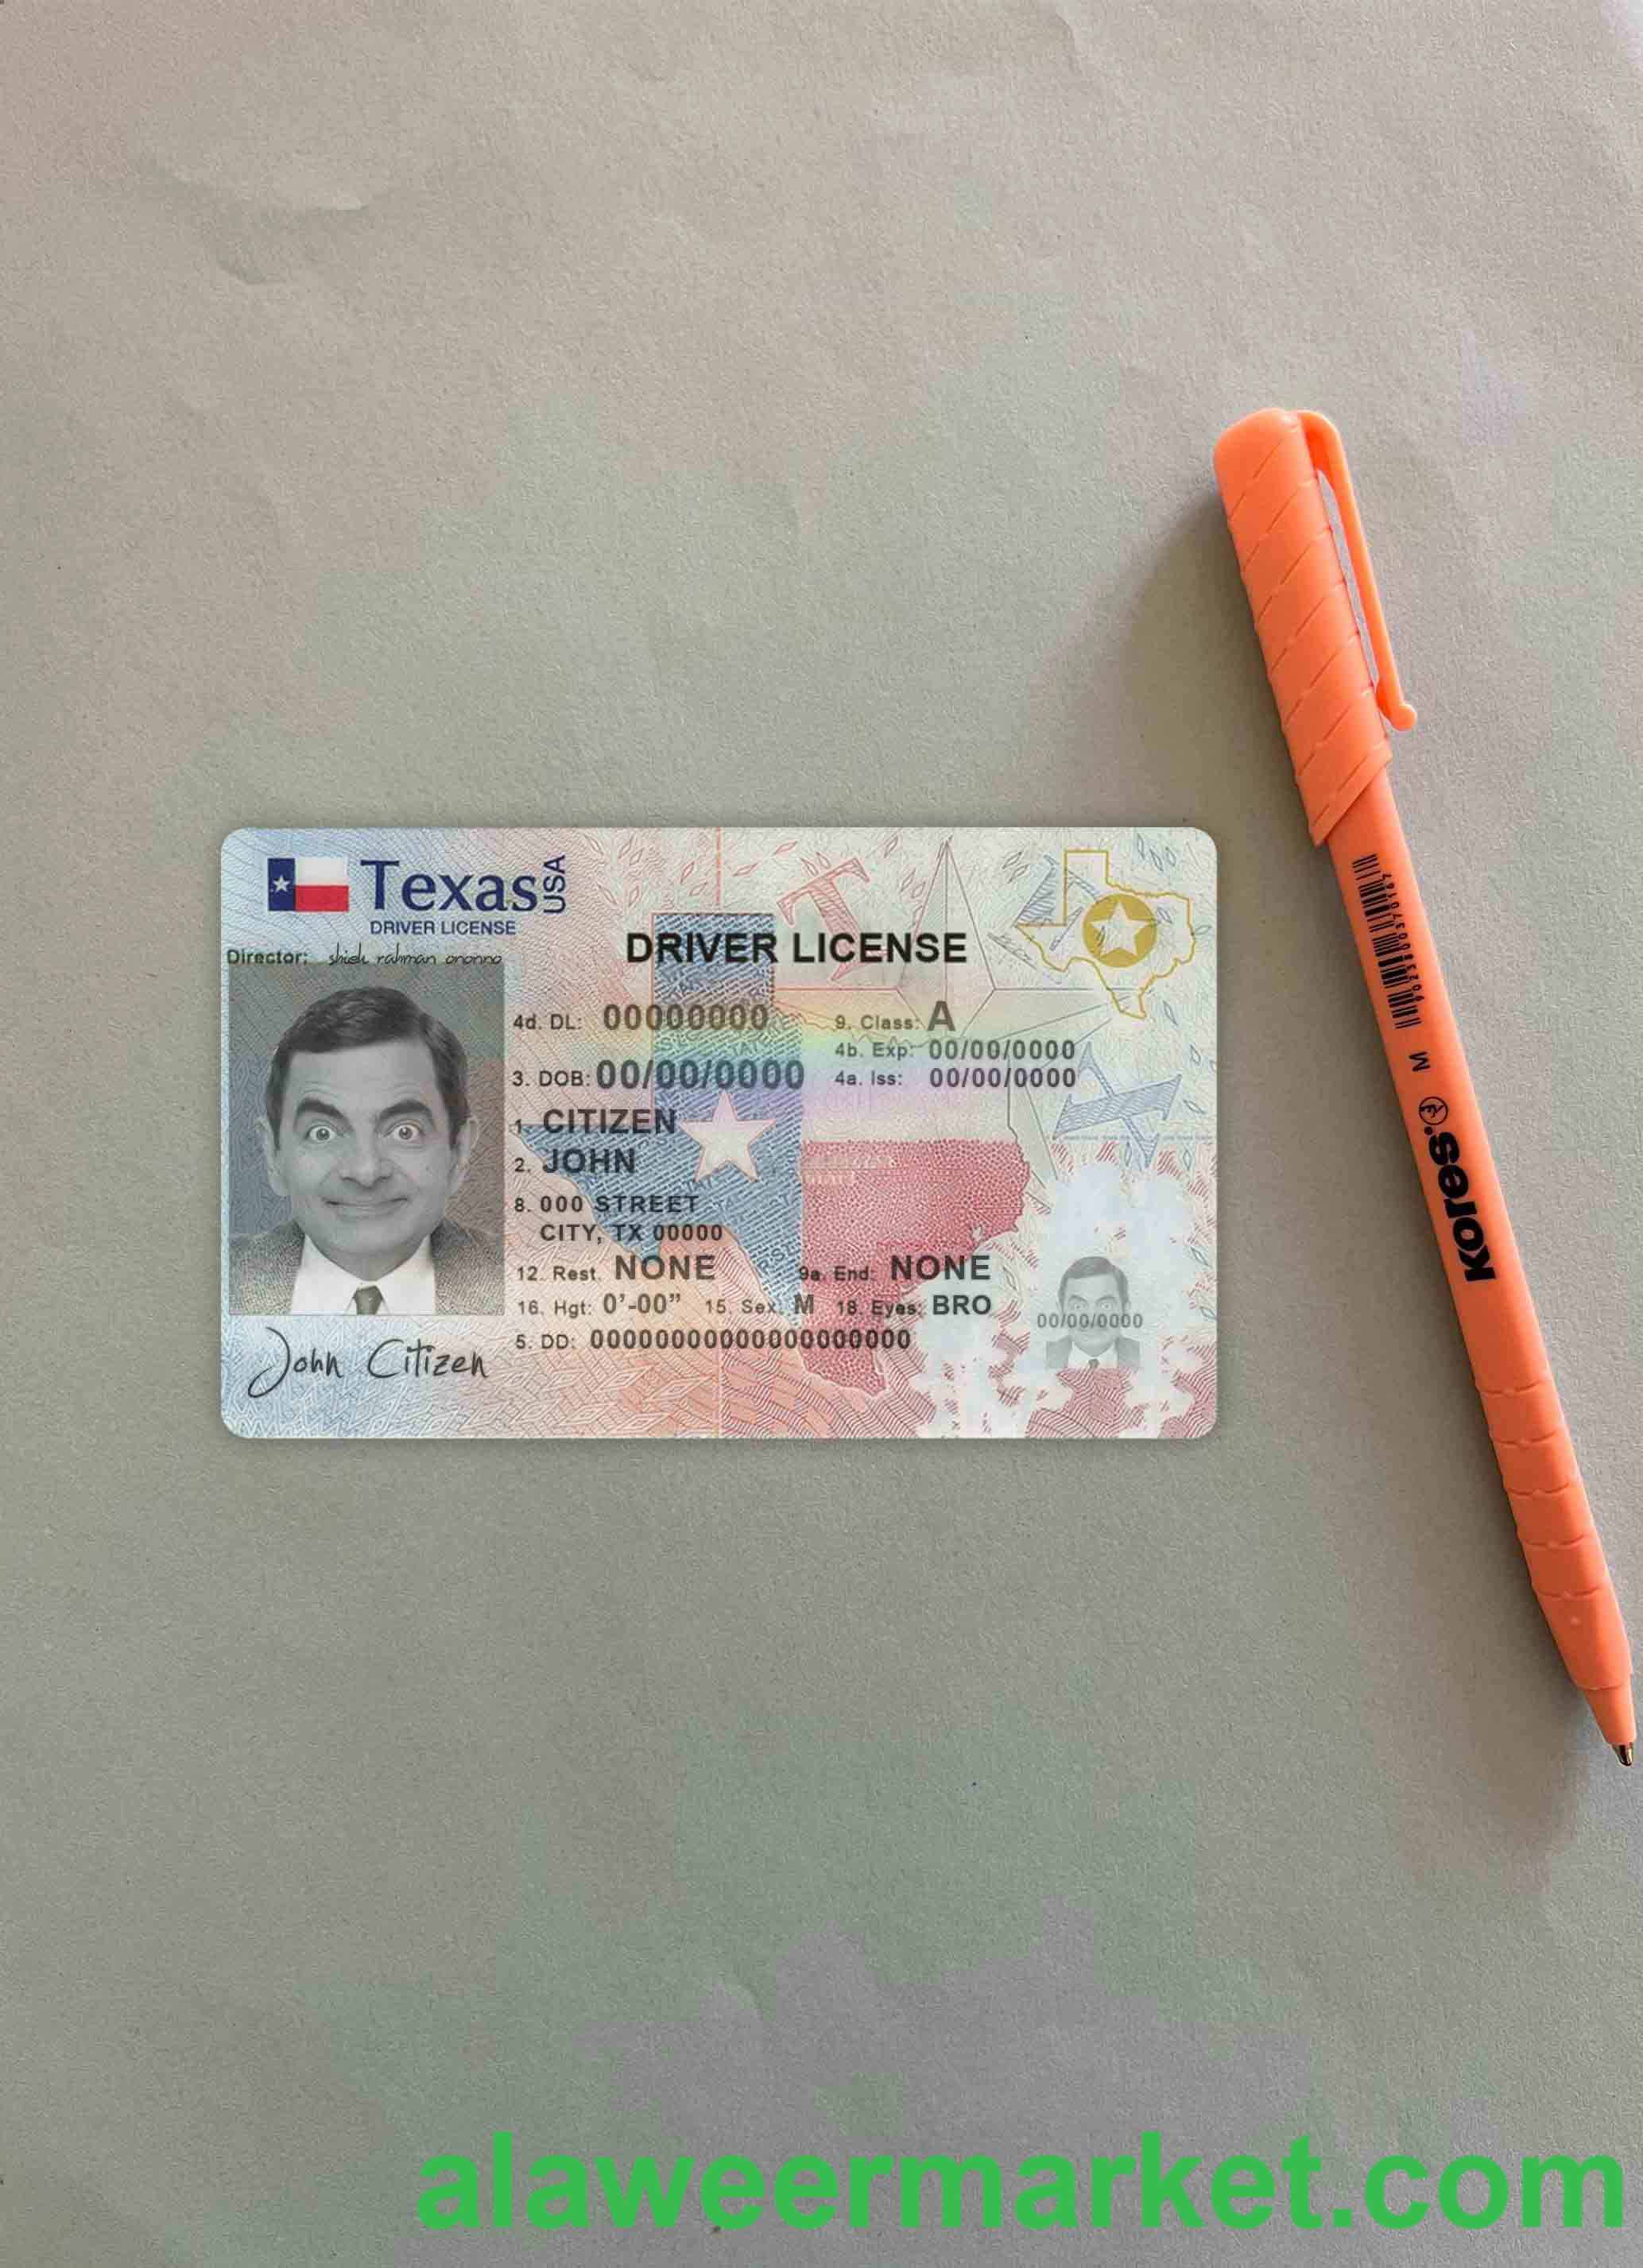 Texas USA
DRIVER LICENSE
Director: shish rahman ononno
DRIVER LICENSE
4d. DL: 00000000
9. Class: A
4b. Exp: 00/00/0000
3. DOB: 00/00/0000
4a. Iss: 00/00/0000
1. CITIZEN
2. JOHN
8. 000 STREET
CITY, TX 00000
12. Rest. NONE
9a. End: NONE
16. Hgt: 0'-00" 15. Sex: M 18. Eyes: BRO
5. DD: 00000000000000000000
00/00/0000
John Citizen
Kores M
alaweermarket.com